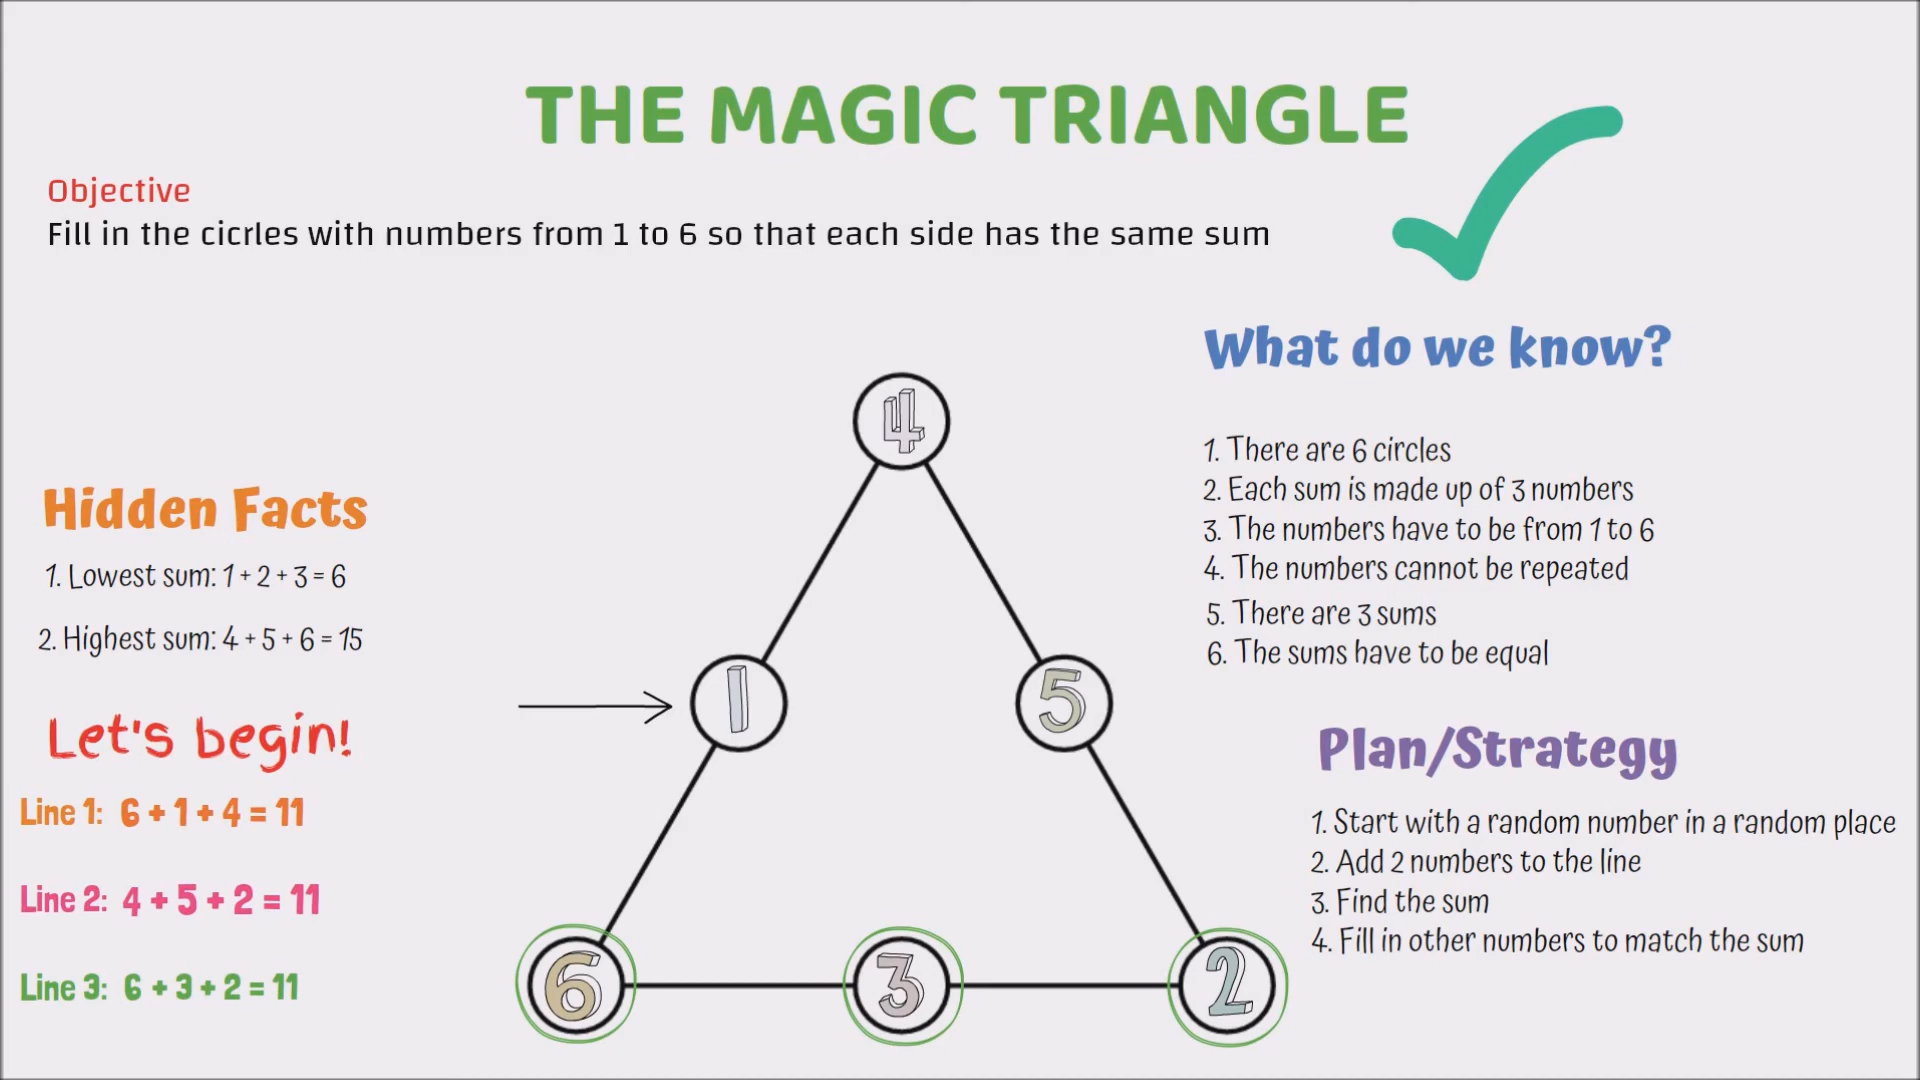 THE MAGIC TRIANGLE
Objective
Fill in the cicrles with numbers from 1 to 6 so that each side has the same sum
What do we know?
1. There are 6 circles
2. Each sum is made up of 3 numbers
3. The numbers have to be from 1 to 6
4. The numbers cannot be repeated
5. There are 3 sums
6. The sums have to be equal
Hidden Facts
1. Lowest sum: 1 + 2 + 3 = 6
2. Highest sum: 4 + 5 + 6 = 15
Let's begin!
Line 1: 6 + 1 + 4 = 11
Line 2: 4 + 5 + 2 = 11
Line 3: 6 + 3 + 2 = 11
4
1 5
6 3 2
Plan/Strategy
1. Start with a random number in a random place
2. Add 2 numbers to the line
3. Find the sum
4. Fill in other numbers to match the sum